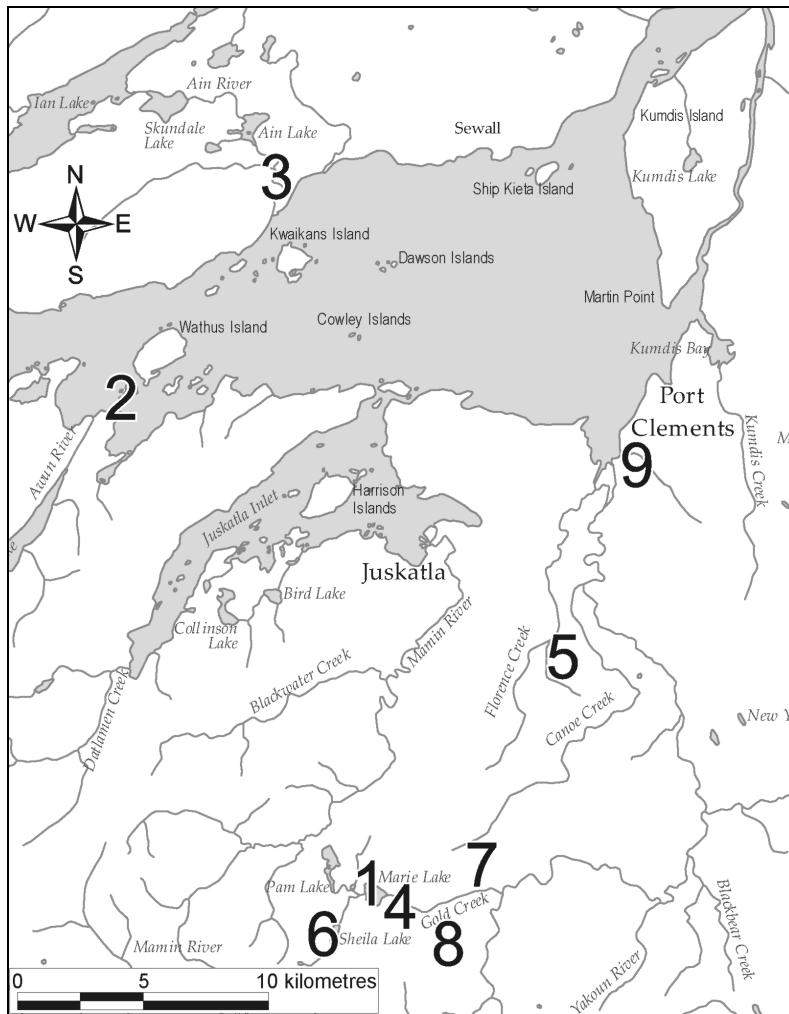 Ain River
Ian Lake
Skundale
Lake
Ain Lake
Sewall
Kumdis Island
3
N
W E
S
Ship Kieta Island
Kumdis Lake
Kwaikans Island
Dawson Islands
Martin Point
Wathus Island
Cowley Islands
Kumdis Bay
2
Port
Clements
Awun River
Kumdis Creek
M
9
Harrison
Islands
Juskatla Inlet
ke
Juskatla
Bird Lake
Collinson
Lake
Mamin River
5
Florence Creek
Blackwater Creek
Datlamen Creek
Canoe Creek
New Y
7
1
Marie Lake
Pam Lake
4
Gold Creek
Blackbear Creek
6
Sheila Lake
8
Mamin River
Yakoun River
0 5 10 kilometres